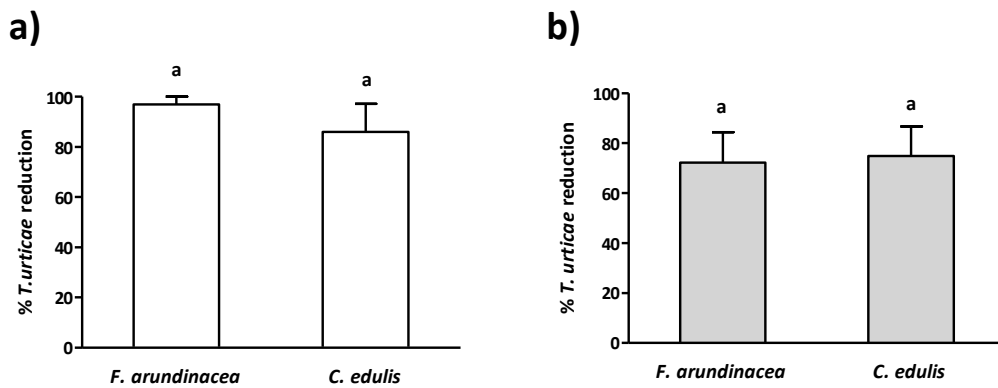 a)
% T.urticae reduction
100
80
60
40
20
0
a
a
F. arundinacea
C. edulis
b)
% T. urticae reduction
100
80
60
40
20
0
a
a
F. arundinacea
C. edulis